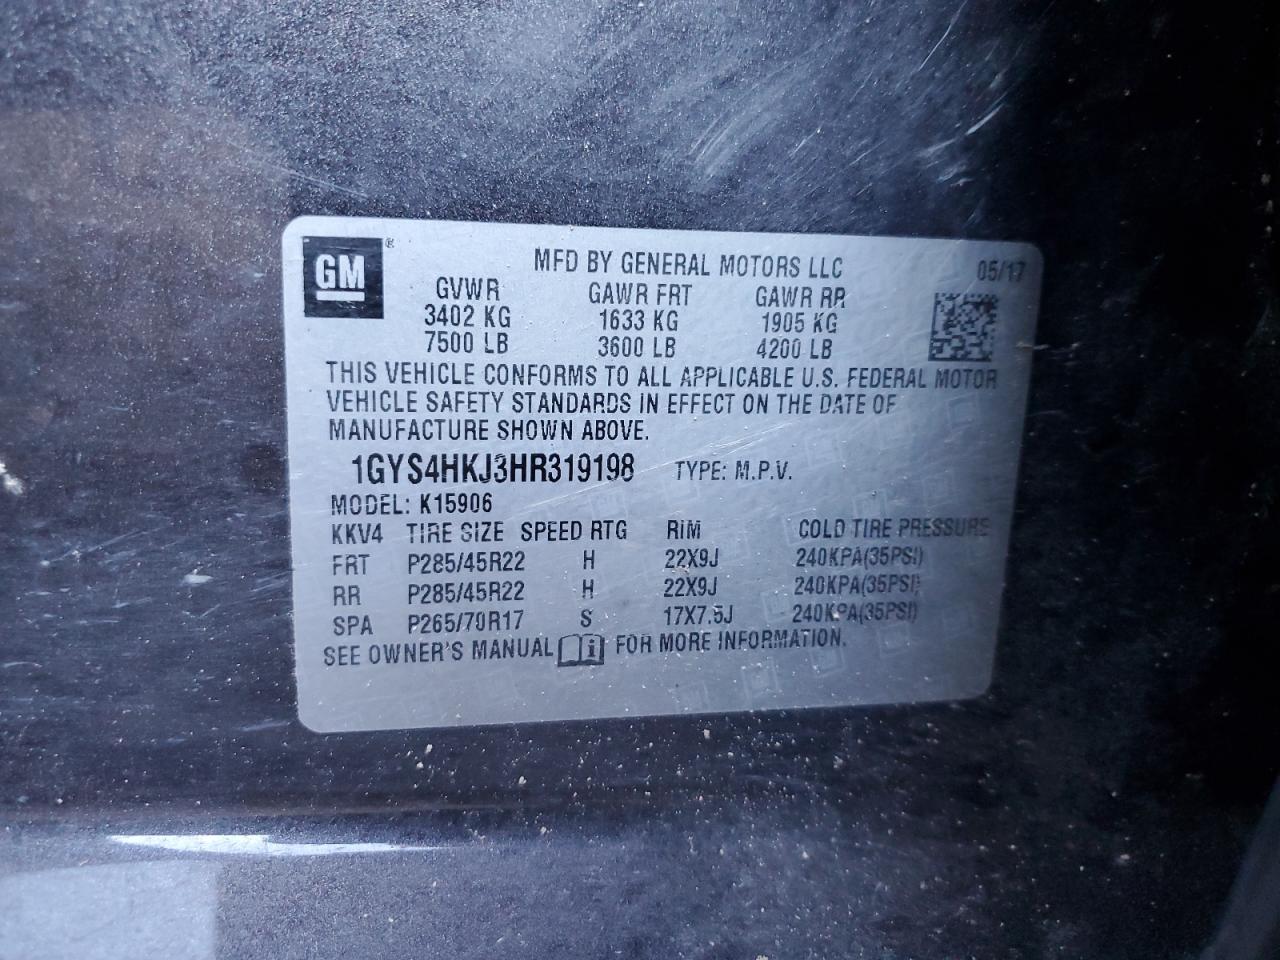 GM ®
MFD BY GENERAL MOTORS LLC 05/17
GVWR GAWR FRT GAWR RR
3402 KG 1633 KG 1905 KG
7500 LB 3600 LB 4200 LB
THIS VEHICLE CONFORMS TO ALL APPLICABLE U.S. FEDERAL MOTOR
VEHICLE SAFETY STANDARDS IN EFFECT ON THE DATE OF
MANUFACTURE SHOWN ABOVE.
1GYS4HKJ3HR319198 TYPE: M.P.V.
MODEL: K15906
KKV4 TIRE SIZE SPEED RTG RIM COLD TIRE PRESSURE
FRT P285/45R22 H 22X9J 240KPA(35PSI)
RR P285/45R22 H 22X9J 240KPA(35PSI)
SPA P265/70R17 S 17X7.5J 240KPA(35PSI)
SEE OWNER'S MANUAL i FOR MORE INFORMATION.